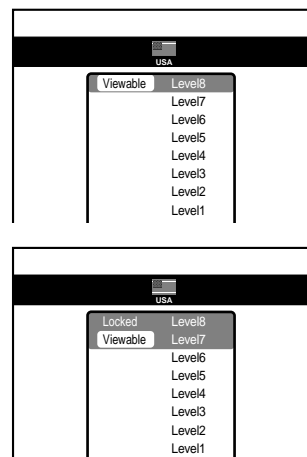 USA
Viewable Level8
Level7
Level6
Level5
Level4
Level3
Level2
Level1
USA
Locked Level8
Viewable Level7
Level6
Level5
Level4
Level3
Level2
Level1